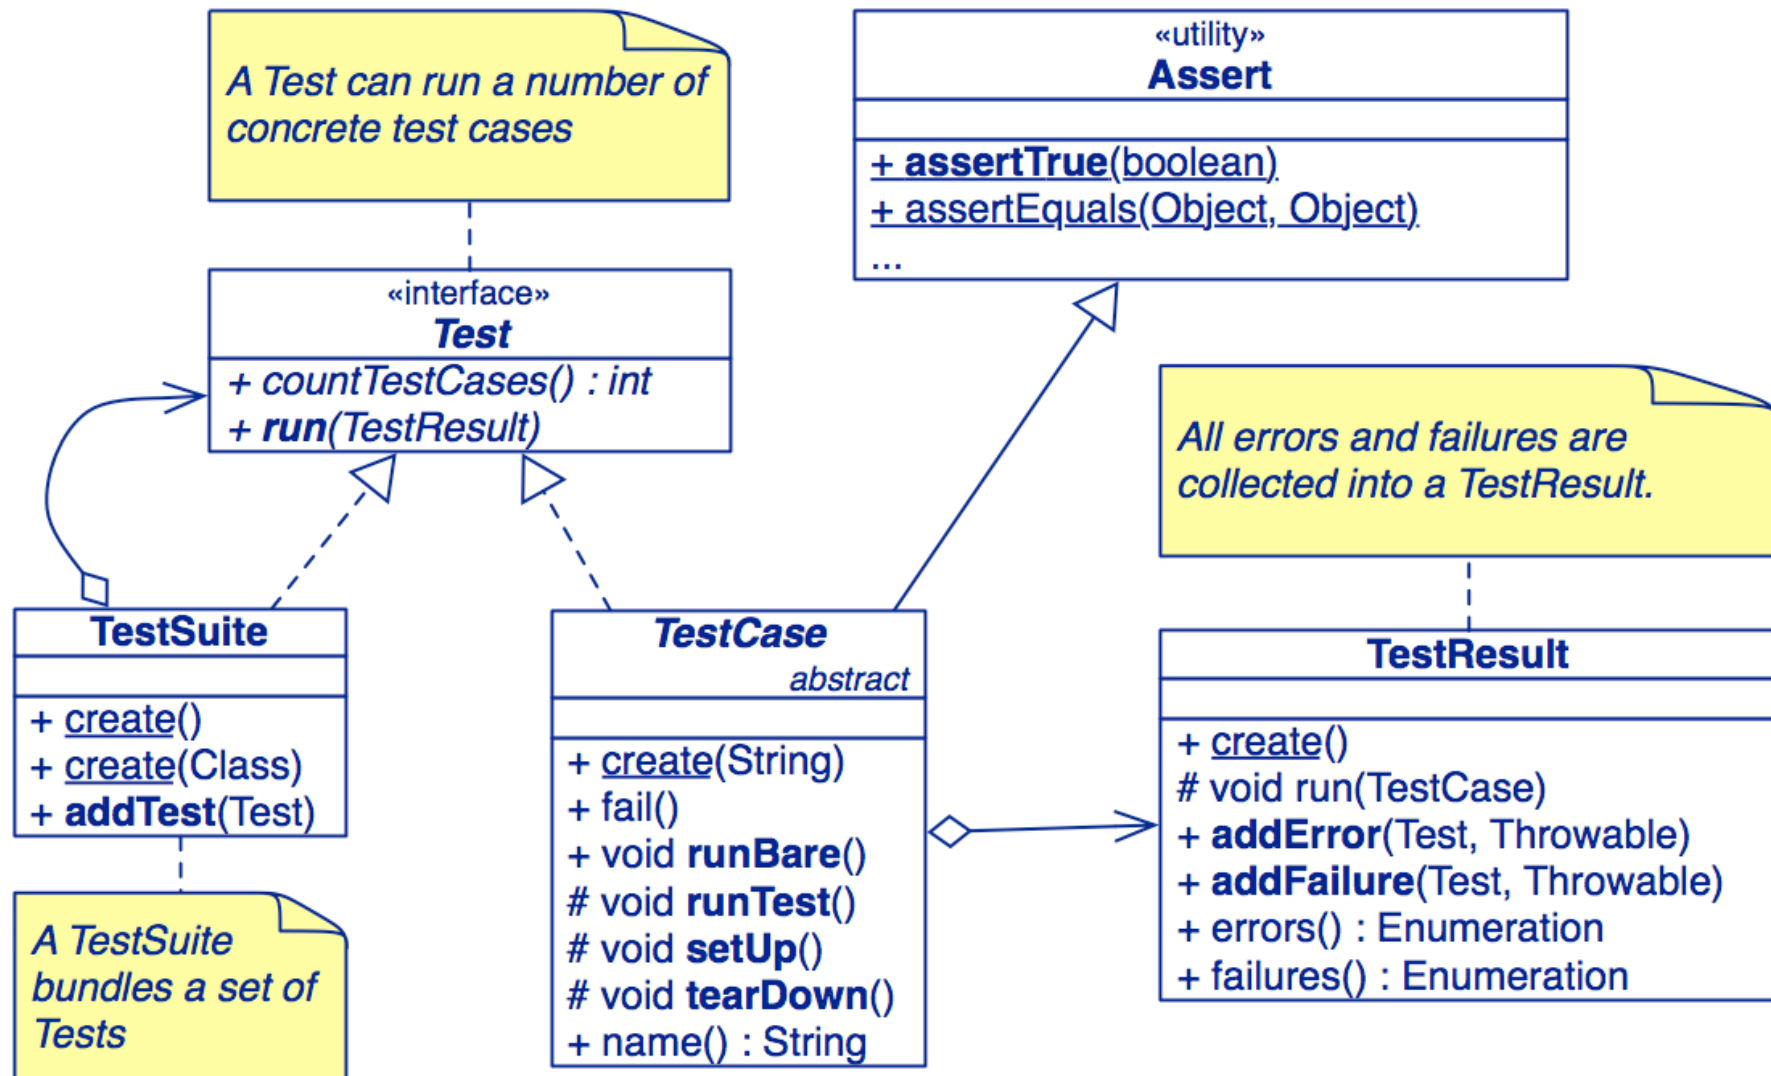 A Test can run a number of
concrete test cases
«utility»
Assert
+ assertTrue(boolean)
+ assertEquals(Object, Object)
...
«interface»
Test
+ countTestCases() : int
+ run(TestResult)
All errors and failures are
collected into a TestResult.
TestSuite
+ create()
+ create(Class)
+ addTest(Test)
A TestSuite
bundles a set of
Tests
TestCase
abstract
+ create(String)
+ fail()
+ void runBare()
# void runTest()
# void setUp()
# void tearDown()
+ name() : String
TestResult
+ create()
# void run(TestCase)
+ addError(Test, Throwable)
+ addFailure(Test, Throwable)
+ errors() : Enumeration
+ failures() : Enumeration